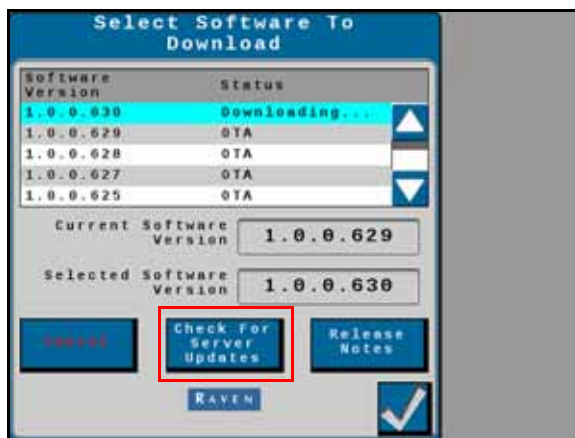 Select Software To
Download
Software
Version
Status
1.0.0.630 Downloading...
1.0.0.629 OTA
1.0.0.628 OTA
1.0.0.627 OTA
1.0.0.625 OTA
Current Software
Version
1.0.0.629
Selected Software
Version
1.0.0.630
Check For
Server
Updates
Release
Notes
RAVEN